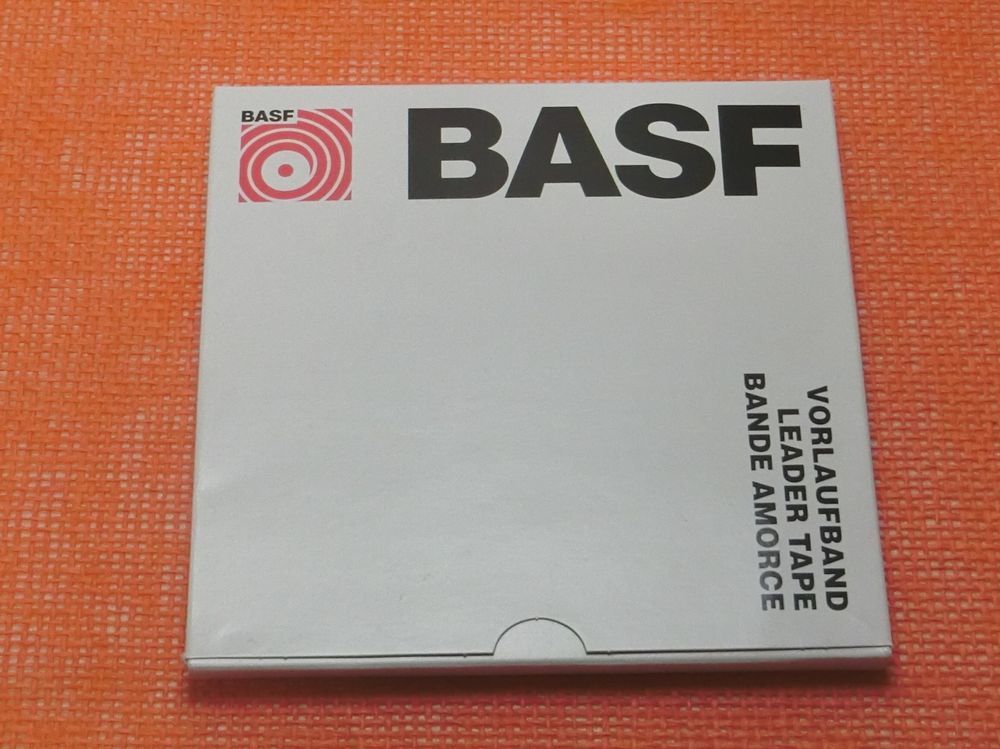 BASF
BASF
VORLAUFBAND
LEADER TAPE
BANDE AMORCE